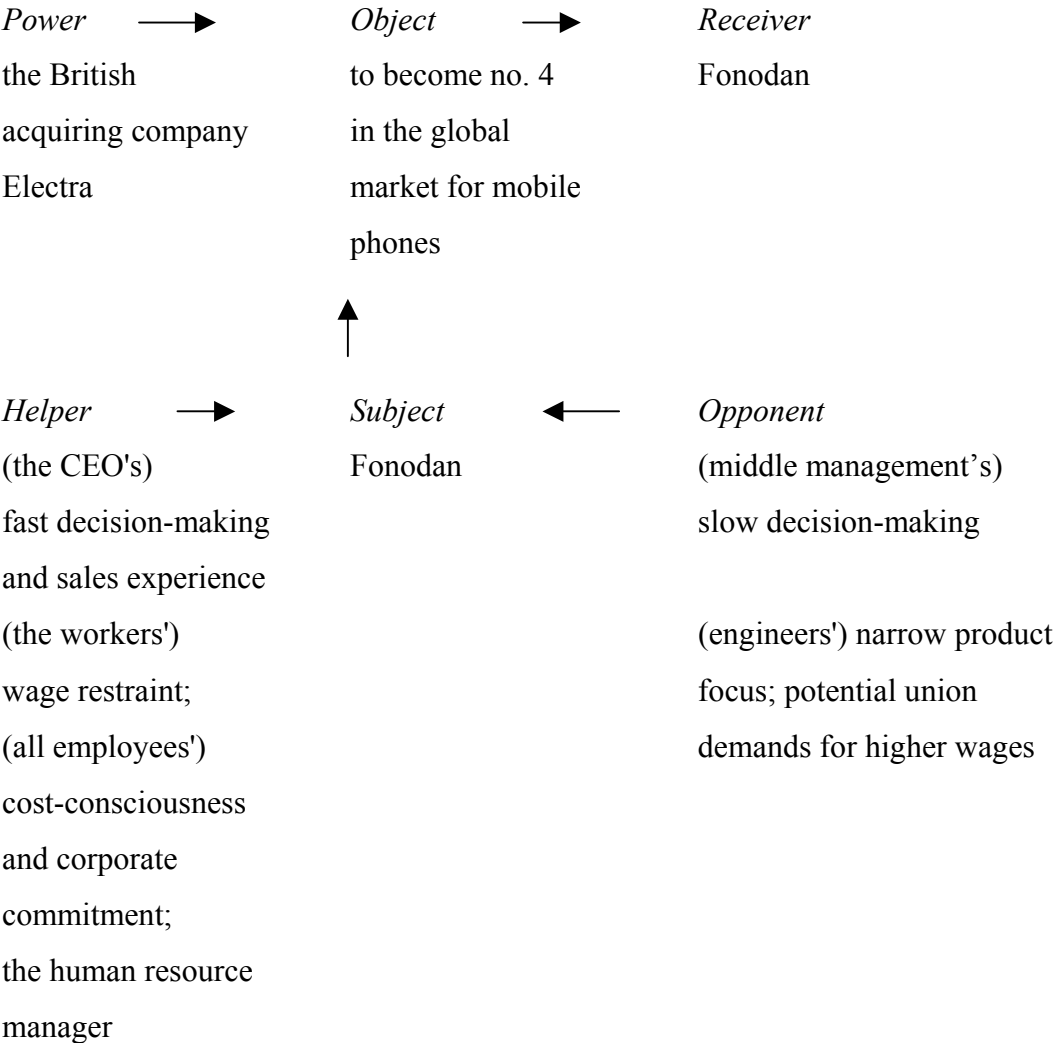 Power Object Receiver
the British to become no. 4 Fonodan
acquiring company in the global
Electra market for mobile
phones
Helper Subject Opponent
(the CEO's) Fonodan (middle management’s)
fast decision-making slow decision-making
and sales experience
(the workers') (engineers') narrow product
wage restraint; focus; potential union
(all employees') demands for higher wages
cost-consciousness
and corporate
commitment;
the human resource
manager